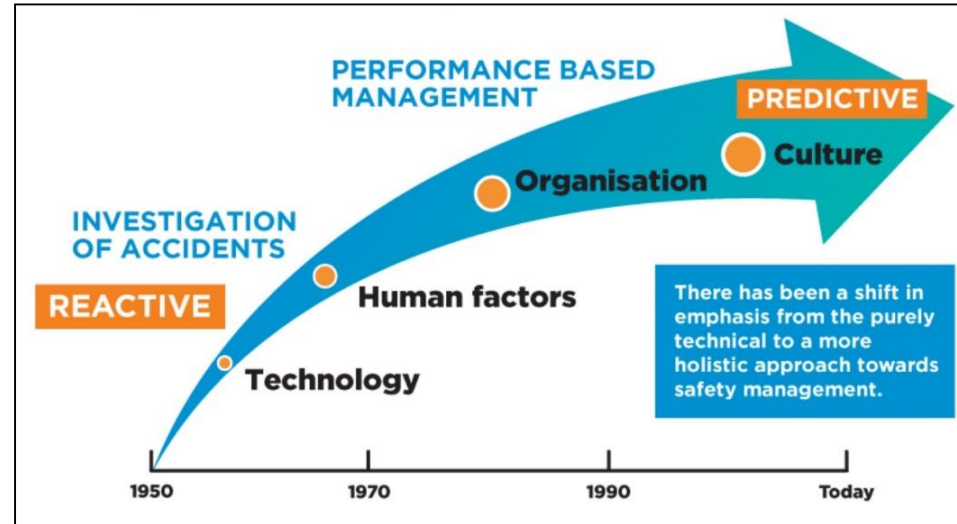 PERFORMANCE BASED
MANAGEMENT
PREDICTIVE
Culture
Organisation
INVESTIGATION
OF ACCIDENTS
REACTIVE
Human factors
Technology
There has been a shift in
emphasis from the purely
technical to a more
holistic approach towards
safety management.
1950
1970
1990
Today